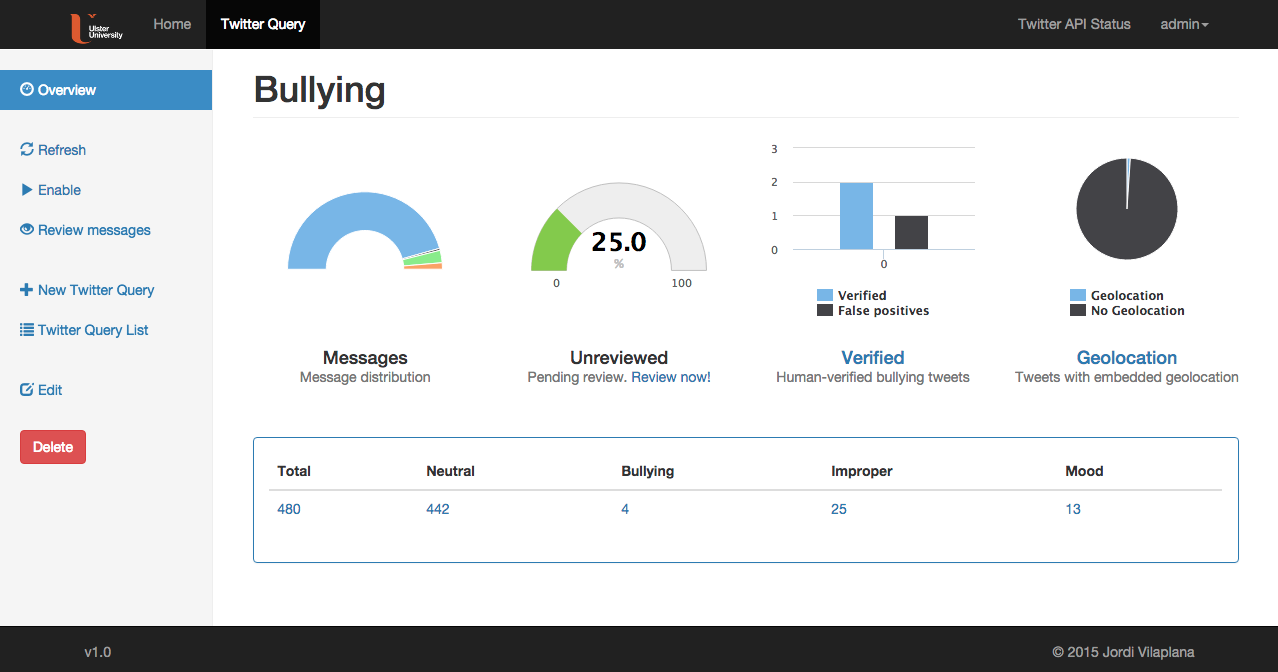 Ulster University
Home
Twitter Query
Twitter API Status
admin
Overview
Refresh
Enable
Review messages
New Twitter Query
Twitter Query List
Edit
Delete
Bullying
25.0
%
0
100
3
2
1
0
0
Verified
False positives
Geolocation
No Geolocation
Messages
Message distribution
Unreviewed
Pending review. Review now!
Verified
Human-verified bullying tweets
Geolocation
Tweets with embedded geolocation
Total Neutral Bullying Improper Mood
480 442 4 25 13
v1.0
© 2015 Jordi Vilaplana